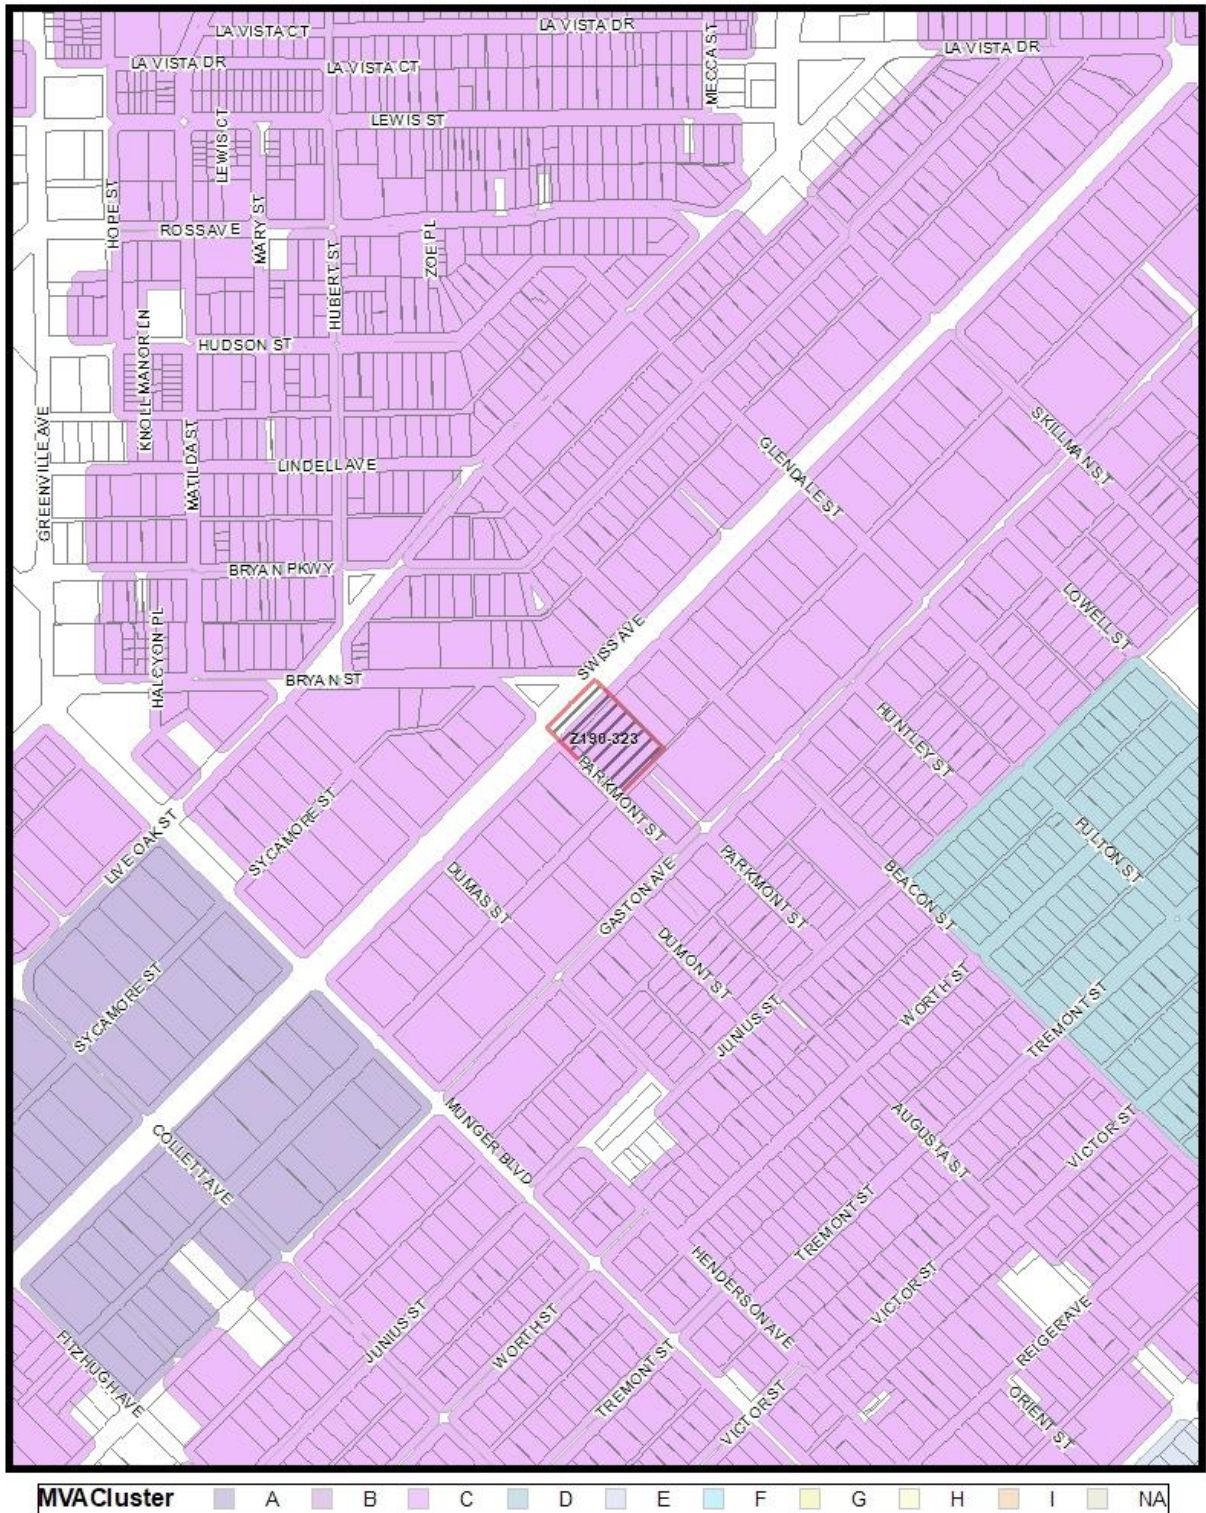 LA VISTA CT
LA VISTA DR
MECCA ST
LA VISTA DR
LA VISTA DR
LA VISTA CT
LEWIS ST
LEWIS CT
HOPE ST
MARY ST
ROSS AVE
ZOE PL
HUBERT ST
KNOLL MANOR LN
HUDSON ST
GREENVILLE AVE
MATILDA ST
LINDELL AVE
GLENDALE ST
SKILLMAN ST
BRYAN PKWY
HALCYON PL
LOWELL ST
SWISS AVE
BRYAN ST
HUNTLEY ST
Z190-323
PARKMONT ST
LIVE OAK ST
SYCAMORE ST
FULTON ST
DUMAS ST
GASTON AVE
PARKMONT ST
BEACON ST
DUMONT ST
SYCAMORE ST
WORTH ST
JUNIUS ST
TREMONT ST
COLLETT AVE
MUNGER BLVD
AUGUSTA ST
VICTOR ST
TREMONT ST
HENDERSON AVE
VICTOR ST
FITZHUGH AVE
JUNIUS ST
WORTH ST
REIGER AVE
TREMONT ST
VICTOR ST
ORIENT ST
MVA Cluster A B C D E F G H I NA